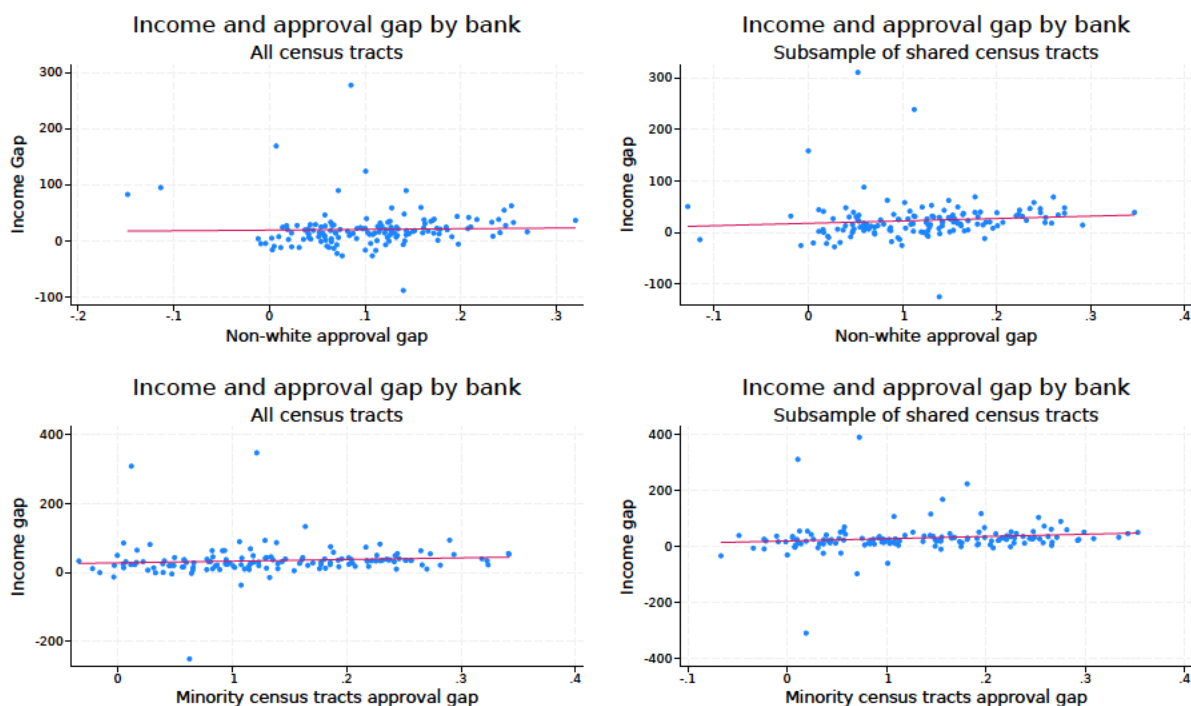 Income and approval gap by bank
All census tracts
300
200
100
0
-100
Income Gap
-.2
-.1
0
.1
.2
.3
Non-white approval gap
Income and approval gap by bank
Subsample of shared census tracts
300
200
100
0
-100
Income gap
-.1
0
.1
.2
.3
.4
Non-white approval gap
Income and approval gap by bank
All census tracts
400
200
0
-200
Income gap
0
.1
.2
.3
.4
Minority census tracts approval gap
Income and approval gap by bank
Subsample of shared census tracts
400
200
0
-200
-400
Income gap
-.1
0
.1
.2
.3
.4
Minority census tracts approval gap